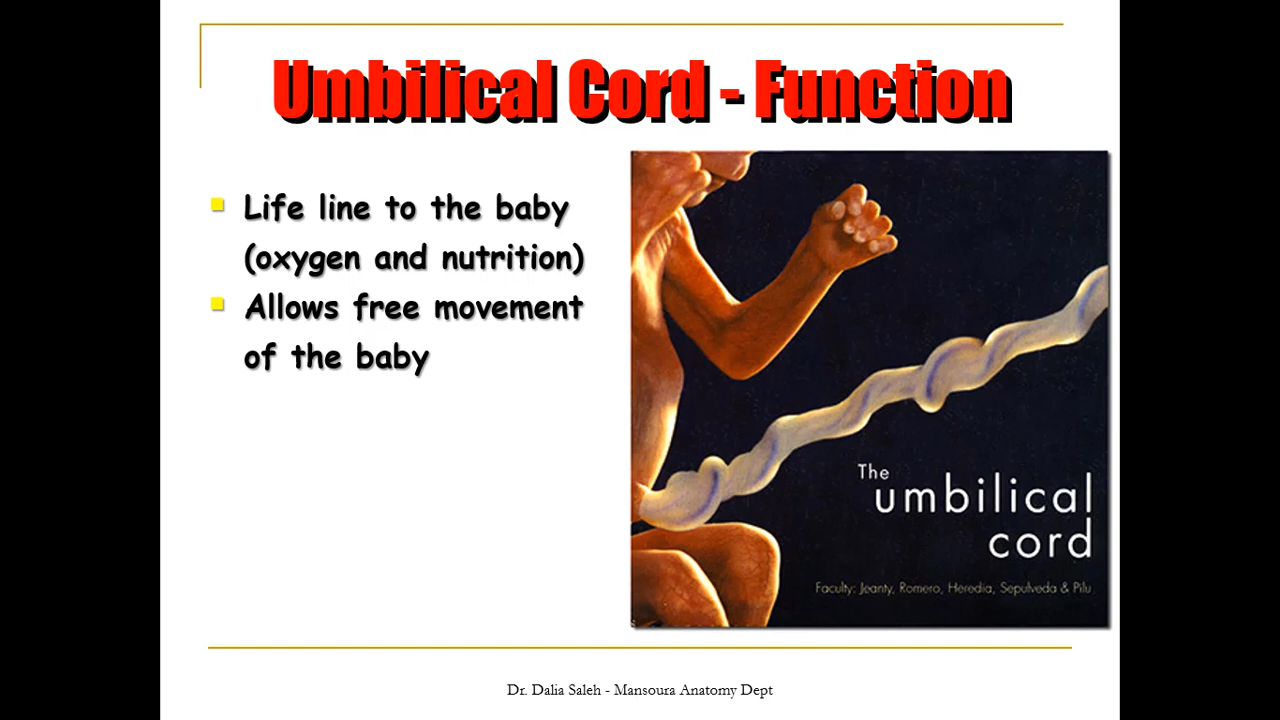 Umbilical Cord - Function
Life line to the baby
(oxygen and nutrition)
Allows free movement
of the baby
The
umbilical
cord
Faculty: Jeanty, Romero, Heredia, Sepulveda & Pilu
Dr. Dalia Saleh - Mansoura Anatomy Dept